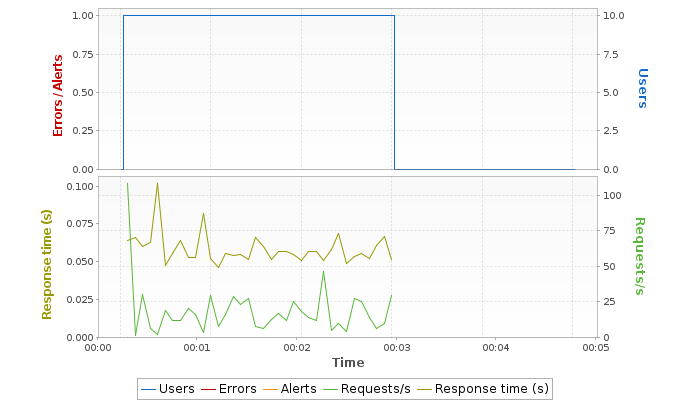 1.00
0.75
0.50
0.25
0.00
Errors / Alerts
10.0
7.5
5.0
2.5
0.0
Users
0.100
0.075
0.050
0.025
0.000
Response time (s)
100
75
50
25
0
Requests/s
00:00 00:01 00:02 00:03 00:04 00:05
Time
Users Errors Alerts Requests/s Response time (s)